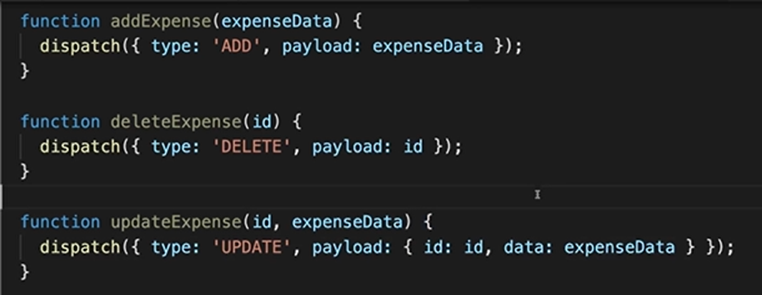 function addExpense(expenseData) {
  dispatch({ type: 'ADD', payload: expenseData });
}

function deleteExpense(id) {
  dispatch({ type: 'DELETE', payload: id });
}

function updateExpense(id, expenseData) {
  dispatch({ type: 'UPDATE', payload: { id: id, data: expenseData } });
}